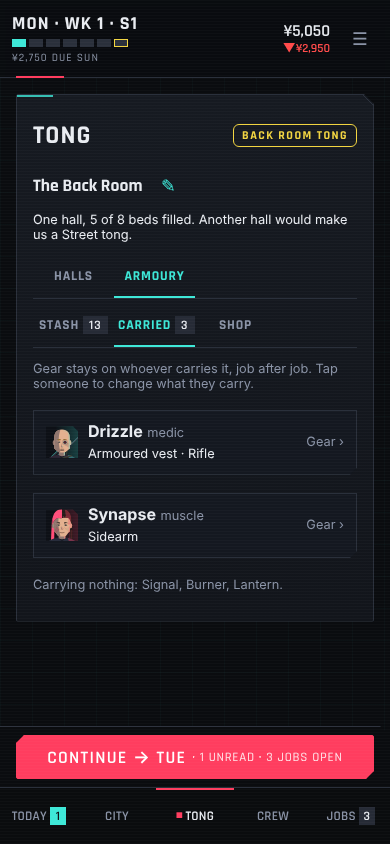 MON · WK 1 · S1
¥2,750 DUE SUN
¥5,050
▼¥2,950
☰
TONG
BACK ROOM TONG
The Back Room ✎
One hall, 5 of 8 beds filled. Another hall would make
us a Street tong.
HALLS ARMOURY
STASH 13 CARRIED 3 SHOP
Gear stays on whoever carries it, job after job. Tap
someone to change what they carry.
Drizzle medic
Armoured vest · Rifle
Gear ›
Synapse muscle
Sidearm
Gear ›
Carrying nothing: Signal, Burner, Lantern.
CONTINUE → TUE · 1 UNREAD · 3 JOBS OPEN
TODAY 1 CITY TONG CREW JOBS 3